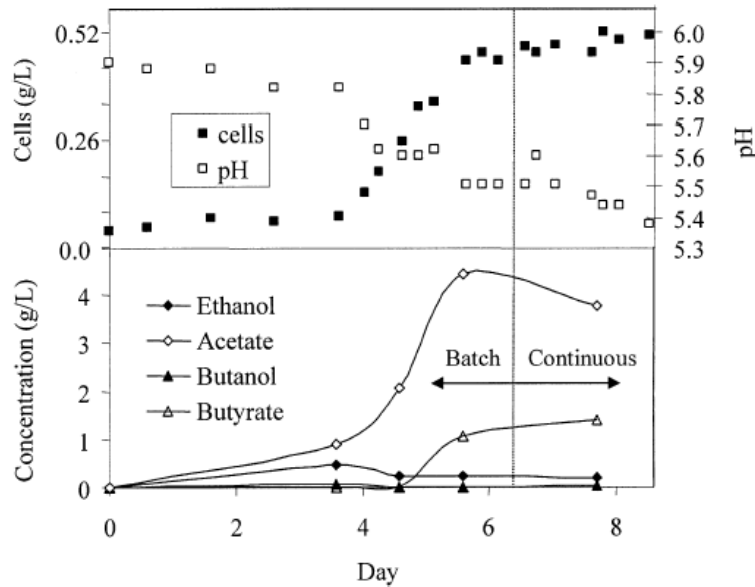 0.52
0.26
0.0
Cells (g/L)
cells
pH
6.0
5.9
5.8
5.7
5.6
5.5
5.4
5.3
pH
4
3
2
1
0
Concentration (g/L)
Ethanol
Acetate
Butanol
Butyrate
Batch
Continuous
0 2 4 6 8
Day